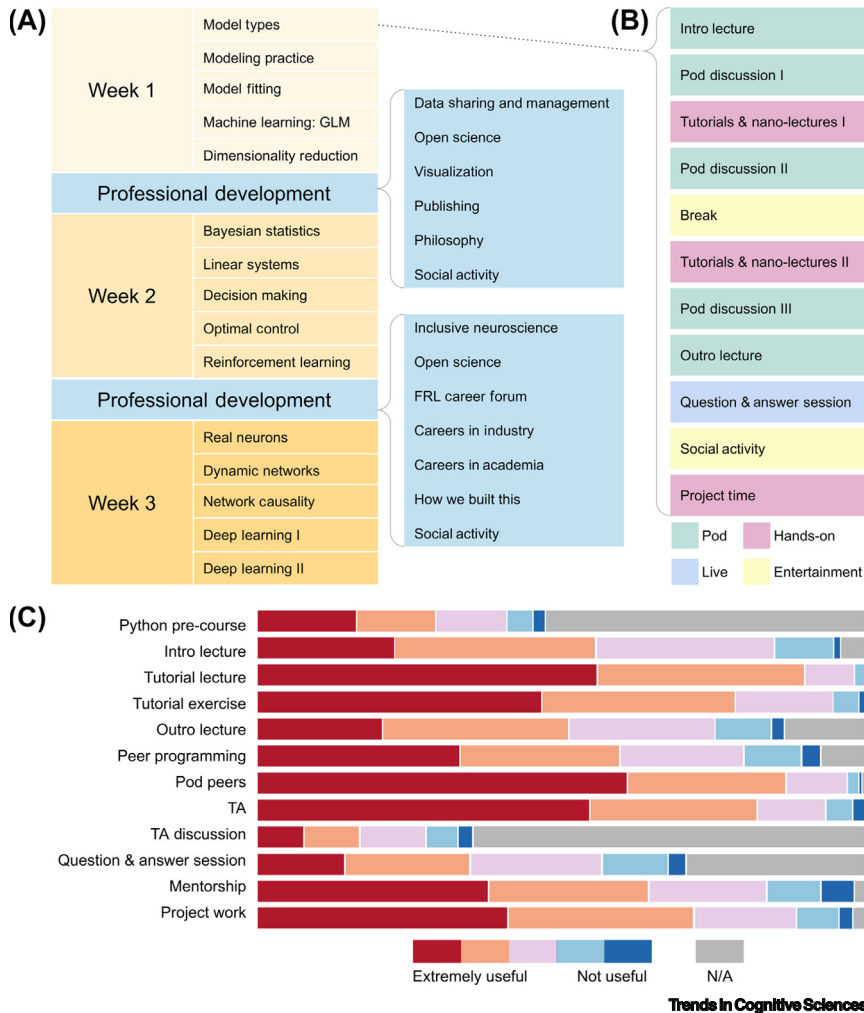 (A)
Week 1
Model types
Modeling practice
Model fitting
Machine learning: GLM
Dimensionality reduction
Professional development
Data sharing and management
Open science
Visualization
Publishing
Philosophy
Social activity
Week 2
Bayesian statistics
Linear systems
Decision making
Optimal control
Reinforcement learning
Professional development
Inclusive neuroscience
Open science
FRL career forum
Careers in industry
Careers in academia
How we built this
Social activity
Week 3
Real neurons
Dynamic networks
Network causality
Deep learning I
Deep learning II
(B)
Intro lecture
Pod discussion I
Tutorials & nano-lectures I
Pod discussion II
Break
Tutorials & nano-lectures II
Pod discussion III
Outro lecture
Question & answer session
Social activity
Project time
Pod
Hands-on
Live
Entertainment
(C)
Python pre-course
Intro lecture
Tutorial lecture
Tutorial exercise
Outro lecture
Peer programming
Pod peers
TA
TA discussion
Question & answer session
Mentorship
Project work
Extremely useful
Not useful
N/A
Trends in Cognitive Sciences